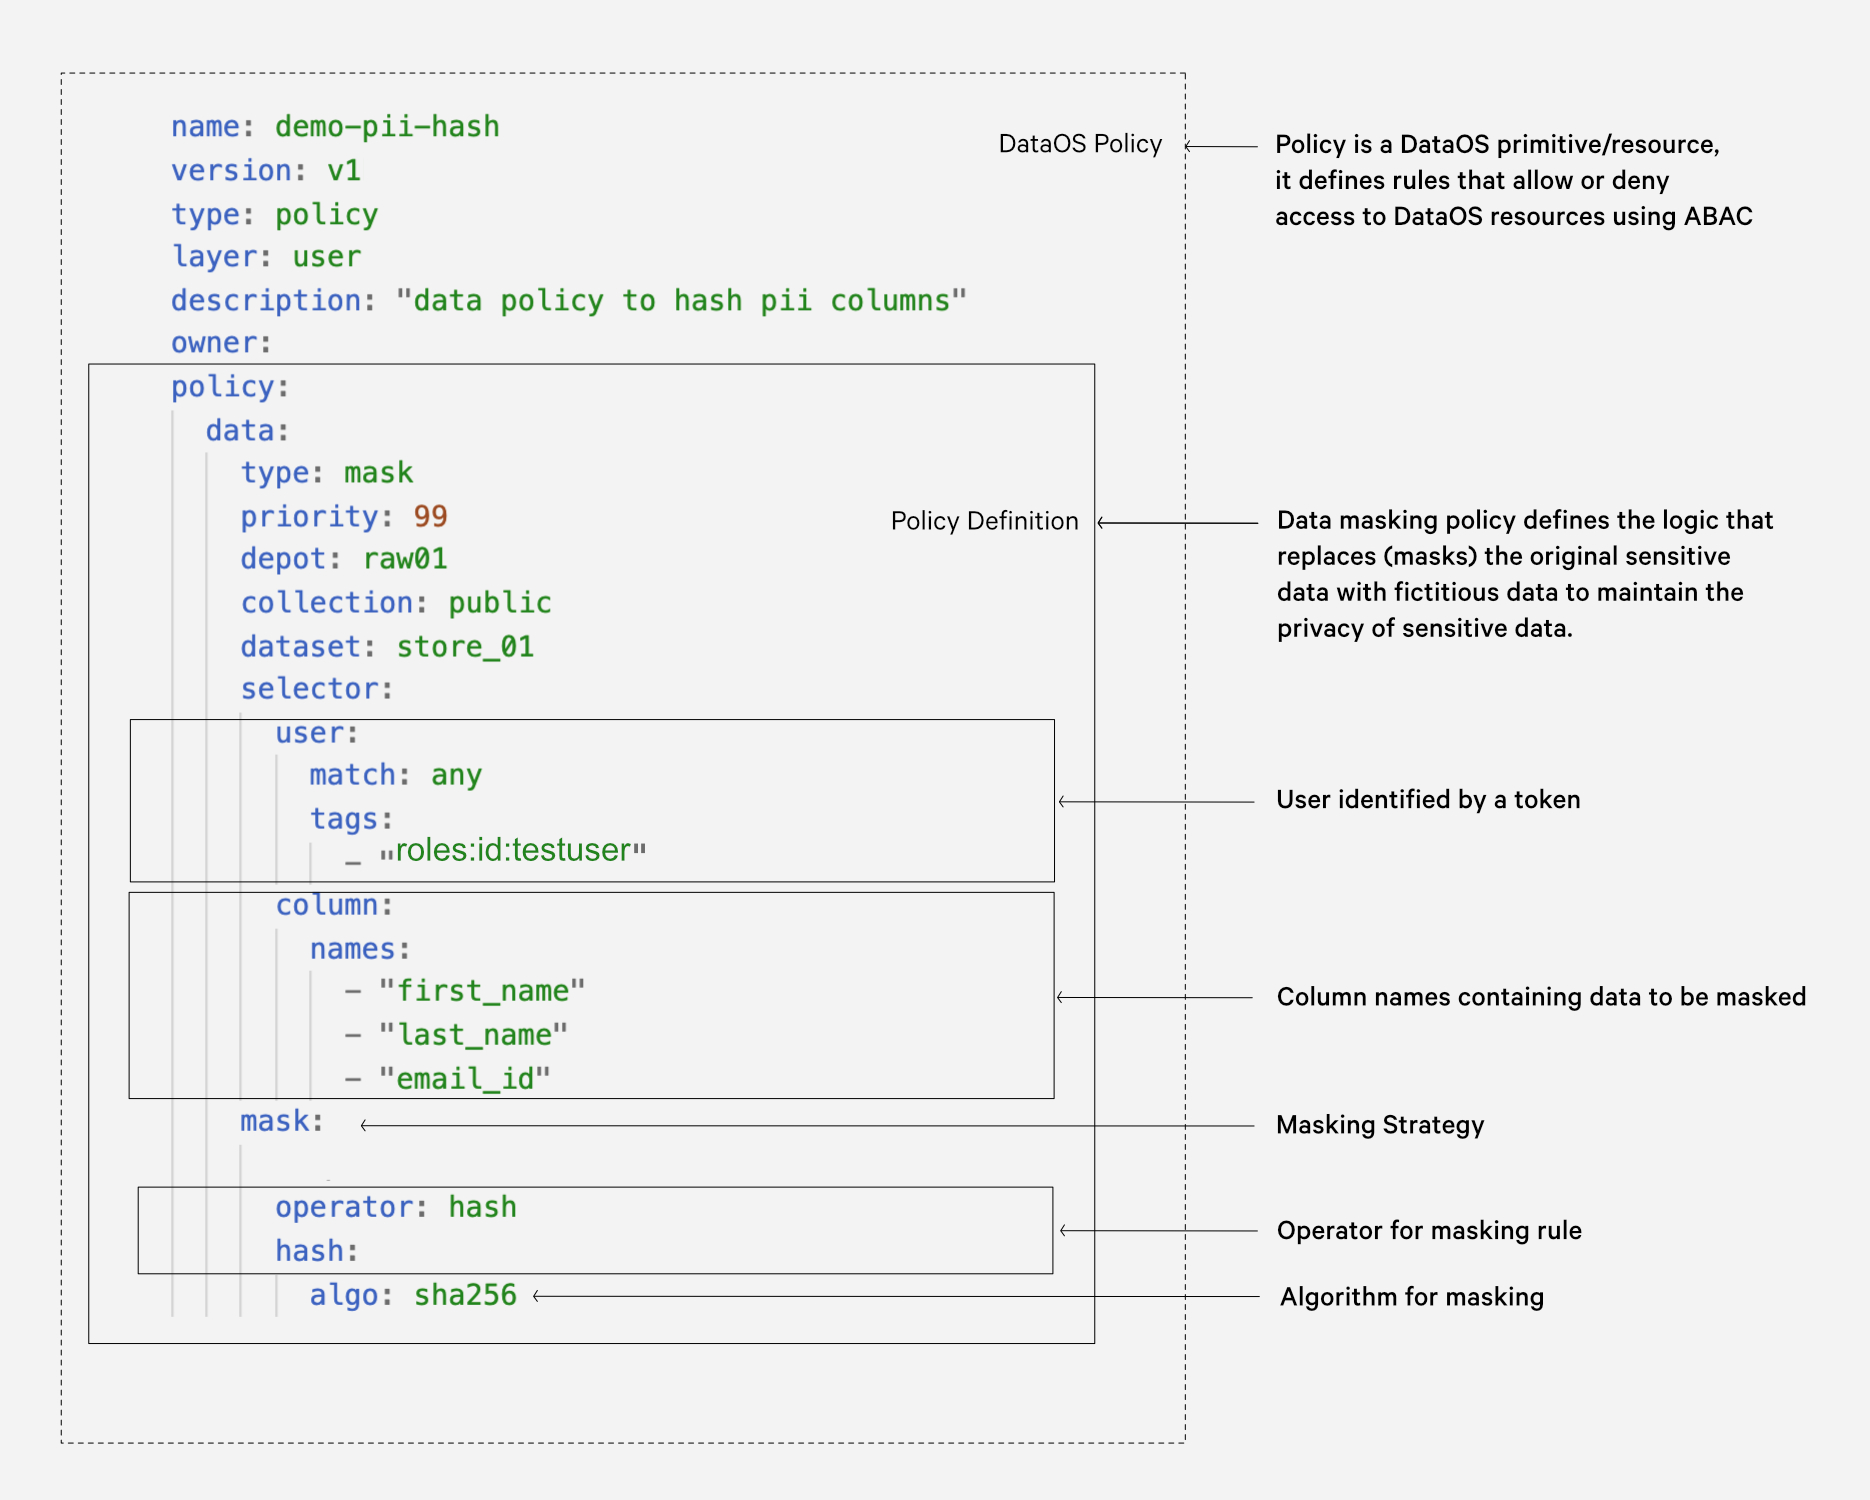 name: demo-pii-hash
version: v1
type: policy
layer: user
description: "data policy to hash pii columns"
owner:
policy:
data:
type: mask
priority: 99
depot: raw01
collection: public
dataset: store_01
selector:
user:
match: any
tags:
- "roles:id:testuser"
column:
names:
- "first_name"
- "last_name"
- "email_id"
mask:
operator: hash
hash:
algo: sha256
DataOS Policy
Policy Definition
Policy is a DataOS primitive/resource,
it defines rules that allow or deny
access to DataOS resources using ABAC
Data masking policy defines the logic that
replaces (masks) the original sensitive
data with fictitious data to maintain the
privacy of sensitive data.
User identified by a token
Column names containing data to be masked
Masking Strategy
Operator for masking rule
Algorithm for masking